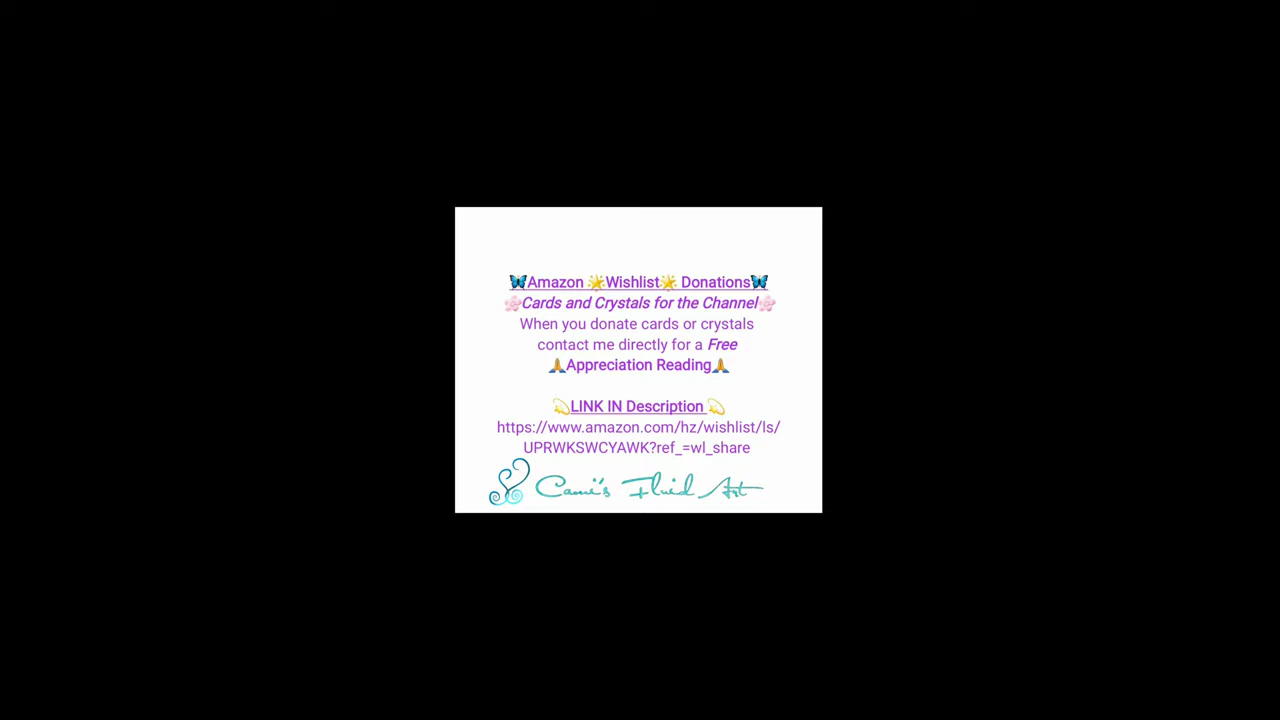 🦋Amazon 🌟Wishlist🌟 Donations🦋
🌸Cards and Crystals for the Channel🌸
When you donate cards or crystals
contact me directly for a Free
🙏Appreciation Reading🙏
💫LINK IN Description 💫
https://www.amazon.com/hz/wishlist/ls/
UPRWKSWCYAWK?ref_=wl_share
Cami's Fluid Art